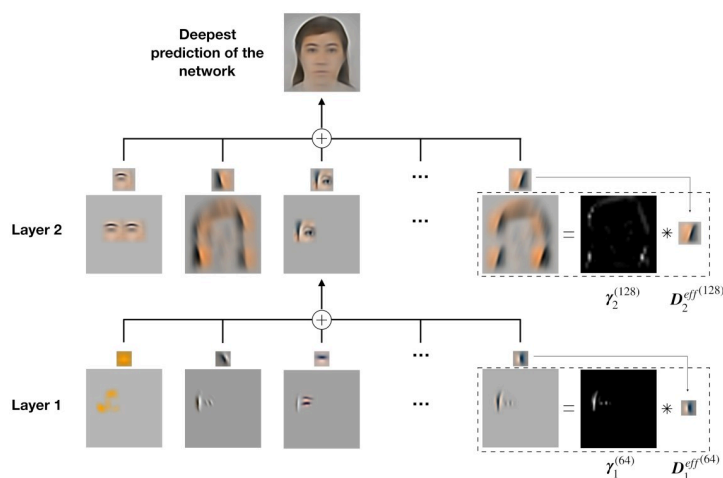 Deepest
prediction of the
network
+
...
Layer 2
...
=
*
γ₂⁽¹²⁸⁾
D₂ᵉᶠᶠ⁽¹²⁸⁾
+
...
Layer 1
...
=
*
γ₁⁽⁶⁴⁾
D₁ᵉᶠᶠ⁽⁶⁴⁾